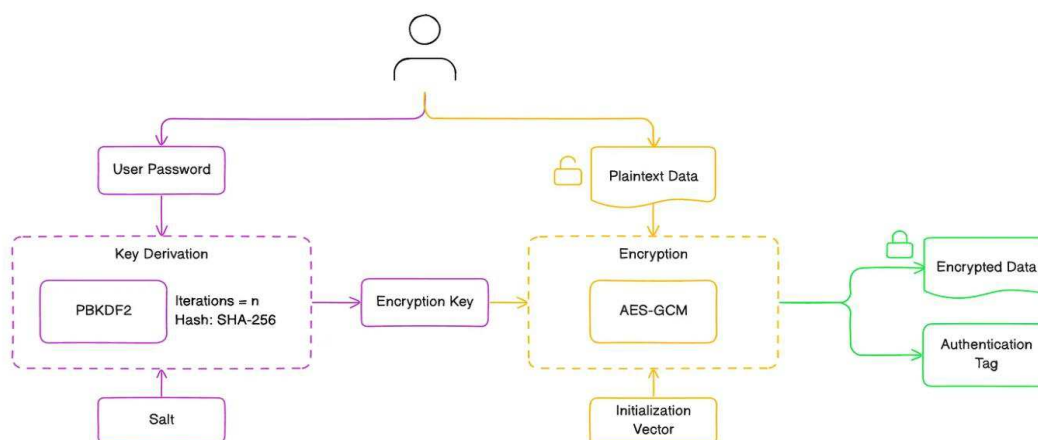 User Password
Plaintext Data
Key Derivation
PBKDF2
Iterations = n
Hash: SHA-256
Encryption Key
Encryption
AES-GCM
Encrypted Data
Authentication
Tag
Salt
Initialization
Vector